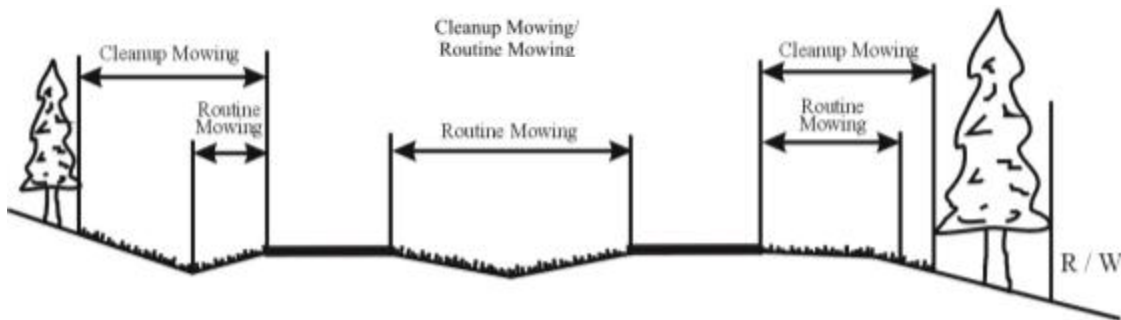 Cleanup Mowing/
Routine Mowing
Cleanup Mowing
Cleanup Mowing
Routine
Mowing
Routine Mowing
Routine
Mowing
R / W